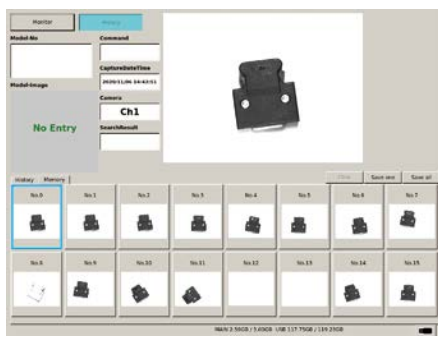 Monitor
History
Model-No
Command
CaptureDateTime
2020/11/06 14:43:51
Model-Image
Camera
Ch1
No Entry
SearchResult
History Memory
Save one Save all
No.0 No.1 No.2 No.3 No.4 No.5 No.6 No.7
No.8 No.9 No.10 No.11 No.12 No.13 No.14 No.15